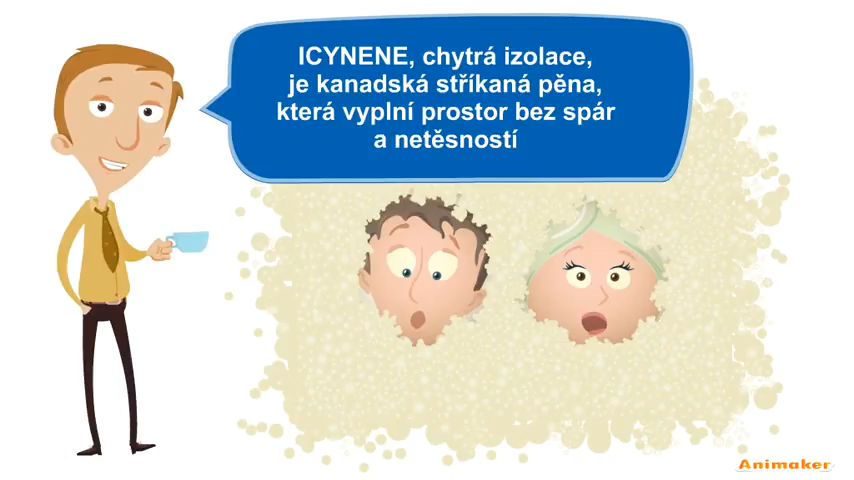 ICYNENE, chytrá izolace,
je kanadská stříkaná pěna,
která vyplní prostor bez spár
a netěsností
Animaker